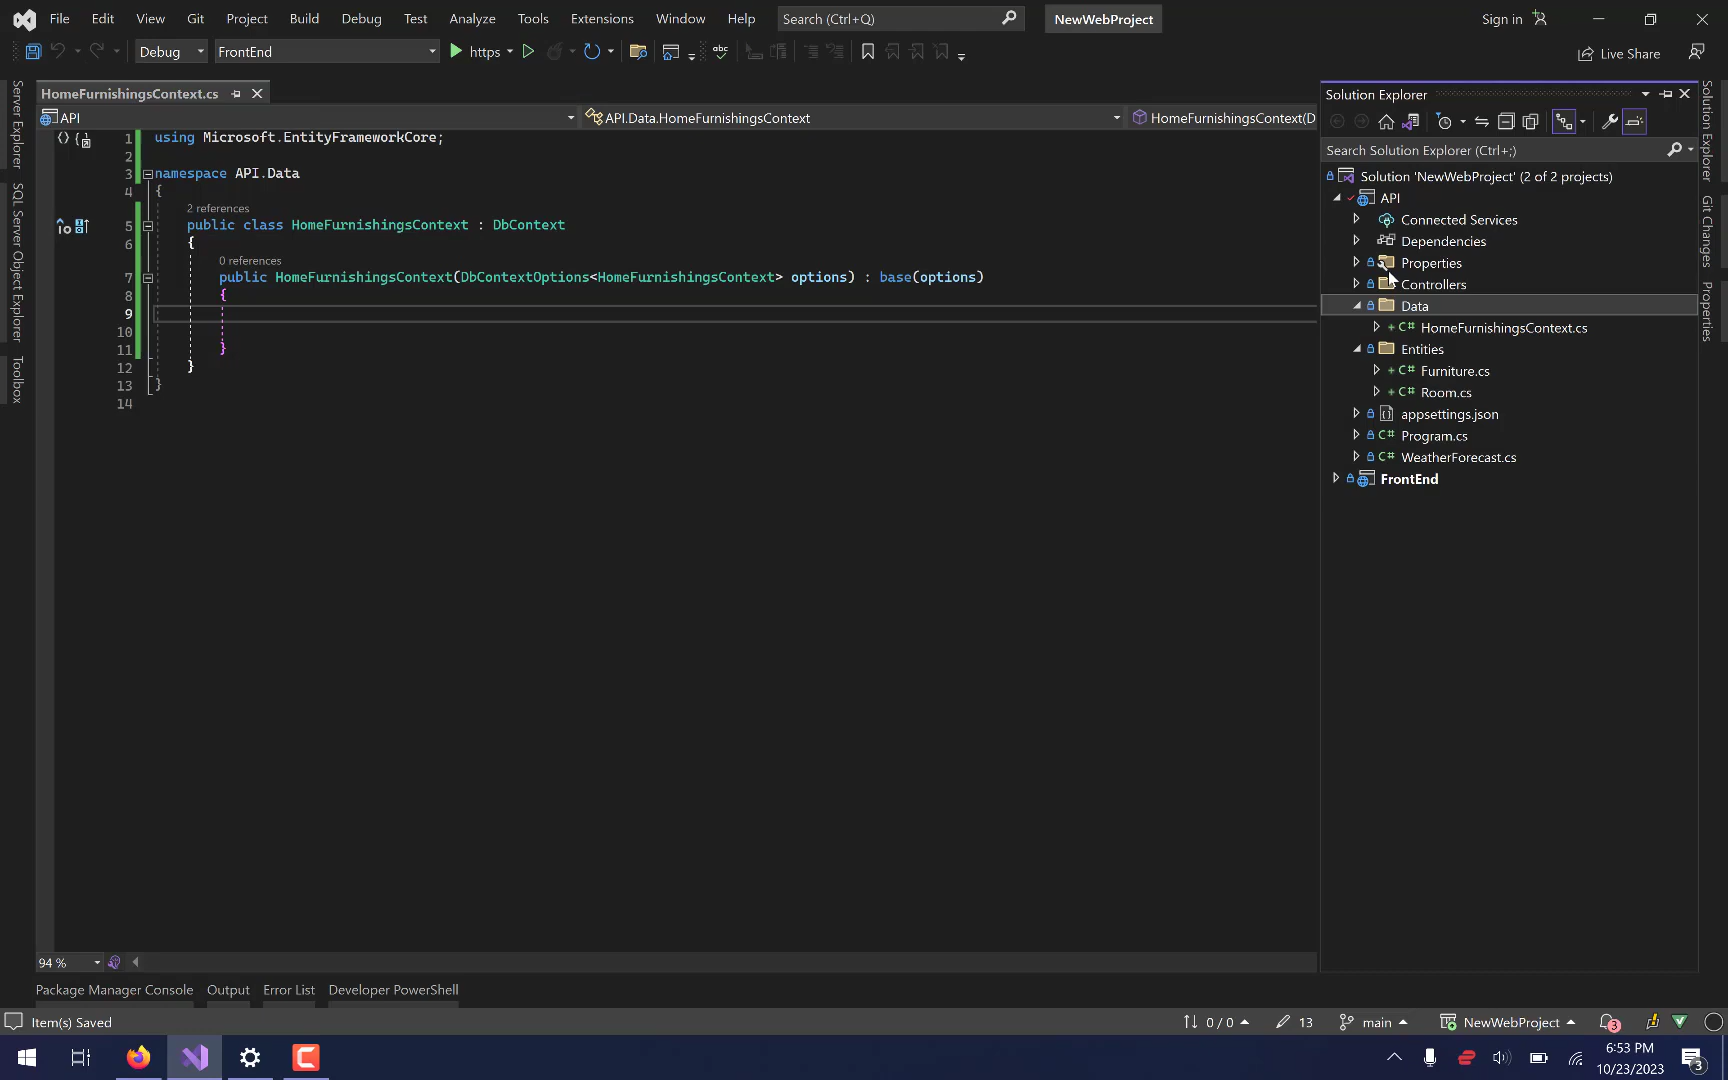 File Edit View Git Project Build Debug Test Analyze Tools Extensions Window Help Search (Ctrl+Q) NewWebProject Sign in
Debug FrontEnd https abc Live Share
HomeFurnishingsContext.cs
API API.Data.HomeFurnishingsContext HomeFurnishingsContext(D
1 using Microsoft.EntityFrameworkCore;
2
3 namespace API.Data
4 {
2 references
5 public class HomeFurnishingsContext : DbContext
6 {
0 references
7 public HomeFurnishingsContext(DbContextOptions<HomeFurnishingsContext> options) : base(options)
8 {
9
10
11 }
12 }
13 }
14
94 %
Package Manager Console Output Error List Developer PowerShell
Server Explorer
SQL Server Object Explorer
Toolbox
Solution Explorer
Search Solution Explorer (Ctrl+;)
Solution 'NewWebProject' (2 of 2 projects)
API
Connected Services
Dependencies
Properties
Controllers
Data
+ C# HomeFurnishingsContext.cs
Entities
+ C# Furniture.cs
+ C# Room.cs
appsettings.json
C# Program.cs
C# WeatherForecast.cs
FrontEnd
Solution Explorer
Git Changes
Properties
Item(s) Saved 0 / 0 13 main NewWebProject 3
6:53 PM
10/23/2023
3